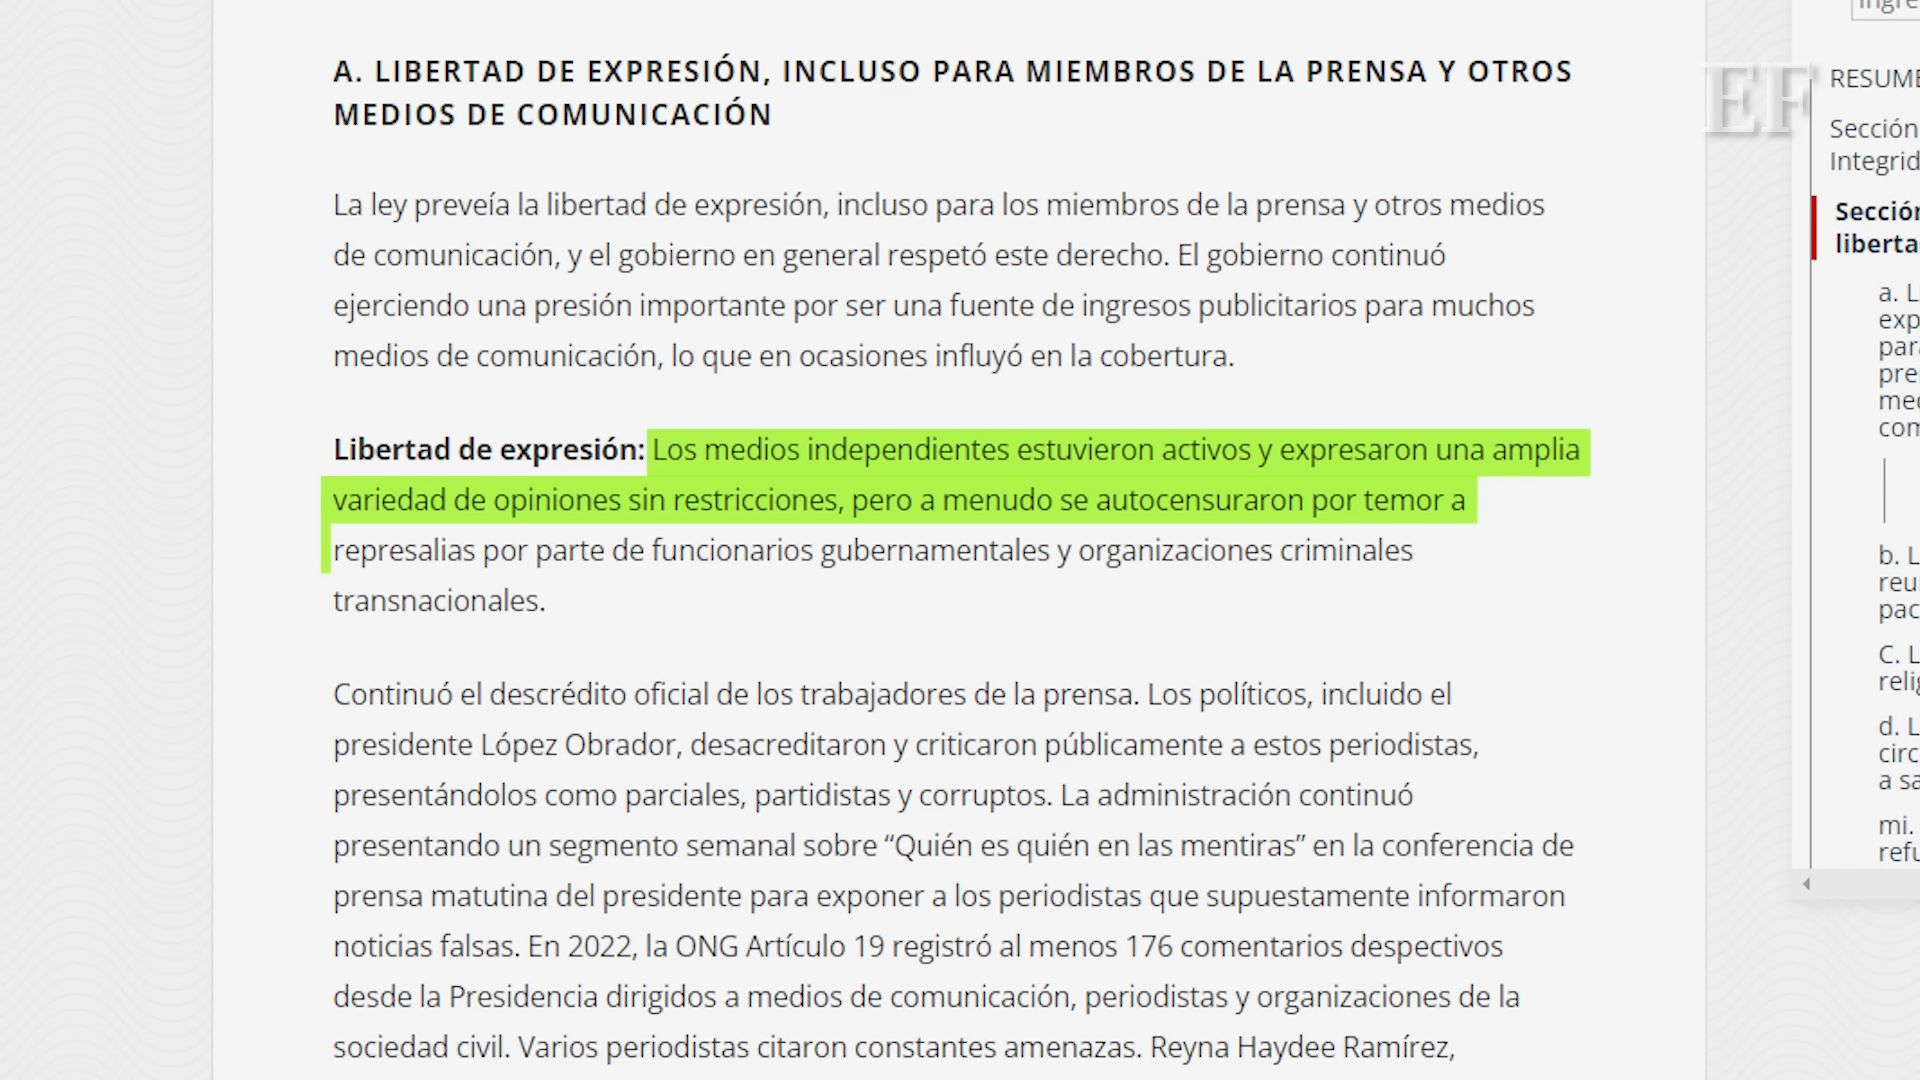 A. LIBERTAD DE EXPRESIÓN, INCLUSO PARA MIEMBROS DE LA PRENSA Y OTROS
MEDIOS DE COMUNICACIÓN
La ley preveía la libertad de expresión, incluso para los miembros de la prensa y otros medios
de comunicación, y el gobierno en general respetó este derecho. El gobierno continuó
ejerciendo una presión importante por ser una fuente de ingresos publicitarios para muchos
medios de comunicación, lo que en ocasiones influyó en la cobertura.
Libertad de expresión: Los medios independientes estuvieron activos y expresaron una amplia
variedad de opiniones sin restricciones, pero a menudo se autocensuraron por temor a
represalias por parte de funcionarios gubernamentales y organizaciones criminales
transnacionales.
Continuó el descrédito oficial de los trabajadores de la prensa. Los políticos, incluido el
presidente López Obrador, desacreditaron y criticaron públicamente a estos periodistas,
presentándolos como parciales, partidistas y corruptos. La administración continuó
presentando un segmento semanal sobre “Quién es quién en las mentiras” en la conferencia de
prensa matutina del presidente para exponer a los periodistas que supuestamente informaron
noticias falsas. En 2022, la ONG Artículo 19 registró al menos 176 comentarios despectivos
desde la Presidencia dirigidos a medios de comunicación, periodistas y organizaciones de la
sociedad civil. Varios periodistas citaron constantes amenazas. Reyna Haydee Ramírez,
EF
Sección
a.
b.
reu
C.
d.
a
mi.